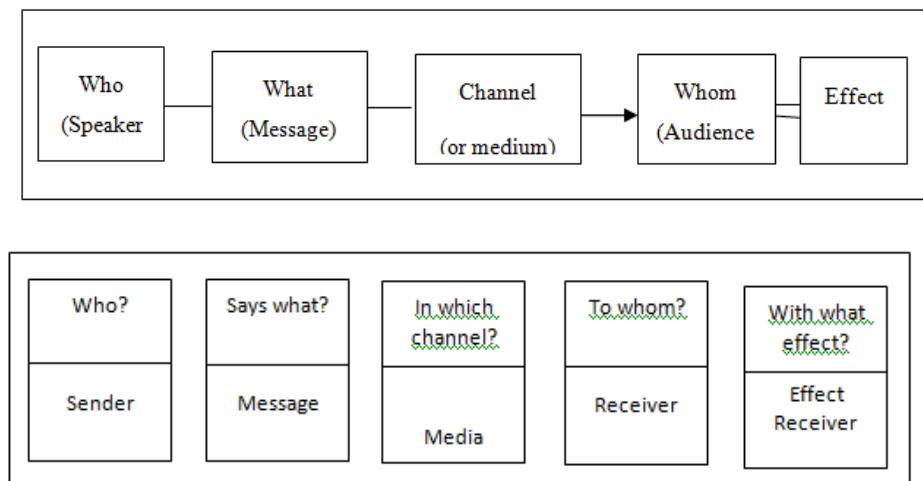 Who
(Speaker
What
(Message)
Channel
(or medium)
Whom
(Audience
Effect
Who?
Sender
Says what?
Message
In which
channel?
Media
To whom?
Receiver
With what
effect?
Effect
Receiver